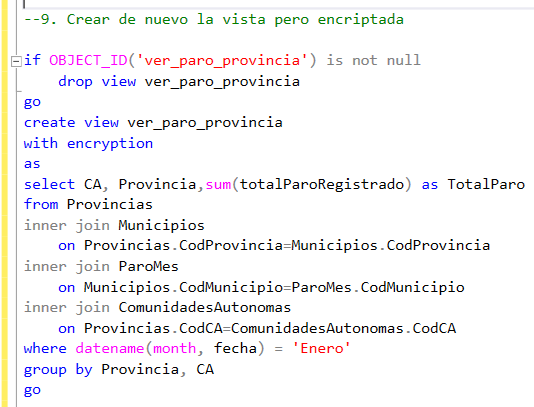 --9. Crear de nuevo la vista pero encriptada
if OBJECT_ID('ver_paro_provincia') is not null
drop view ver_paro_provincia
go
create view ver_paro_provincia
with encryption
as
select CA, Provincia,sum(totalParoRegistrado) as TotalParo
from Provincias
inner join Municipios
on Provincias.CodProvincia=Municipios.CodProvincia
inner join ParoMes
on Municipios.CodMunicipio=ParoMes.CodMunicipio
inner join ComunidadesAutonomas
on Provincias.CodCA=ComunidadesAutonomas.CodCA
where datename(month, fecha) = 'Enero'
group by Provincia, CA
go